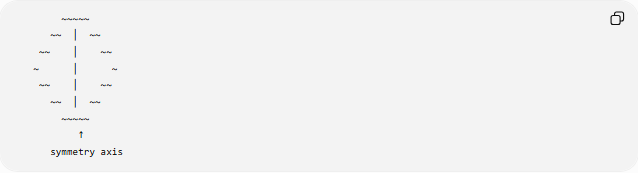 ~~~~~
   ~~  |  ~~
 ~~    |    ~~
~      |      ~
 ~~    |    ~~
   ~~  |  ~~
     ~~~~~
        ↑
   symmetry axis